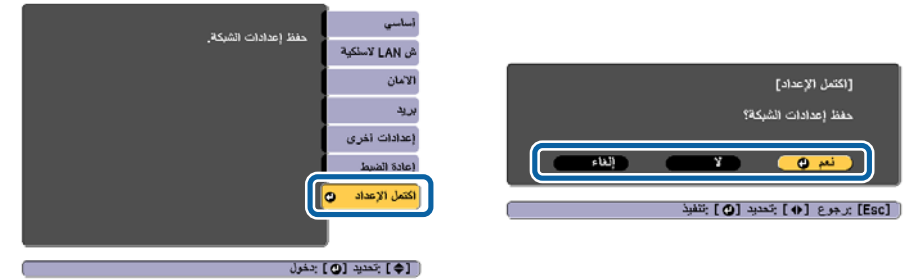 أساسي
ش LAN لاسلكية
الأمان
بريد
إعدادات أخرى
إعادة الضبط
اكتمل الإعداد
حفظ إعدادات الشبكة.
[◆] :تحديد [↵] :دخول
[اكتمل الإعداد]
حفظ إعدادات الشبكة؟
نعم ↵ لا إلغاء
[Esc] :رجوع [◀▶] :تحديد [↵] :تنفيذ